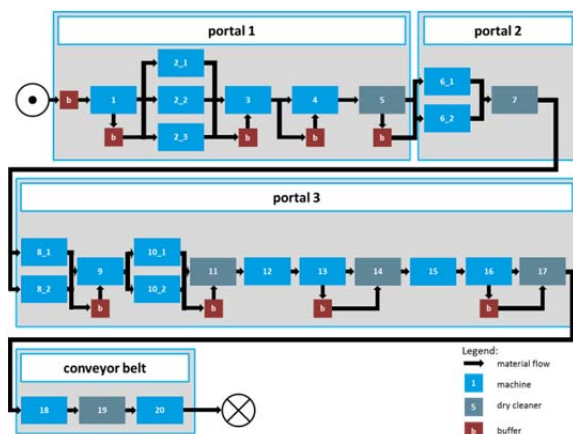 portal 1
portal 2
b
1
2_1
2_2
2_3
b
3
b
4
b
5
b
6_1
6_2
7
portal 3
8_1
8_2
9
b
10_1
10_2
11
b
12
13
b
14
15
16
b
17
conveyor belt
18
19
20
Legend:
material flow
1 machine
5 dry cleaner
b buffer